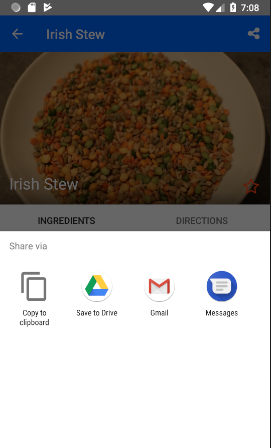 7:08
Irish Stew
Irish Stew
INGREDIENTS DIRECTIONS
Share via
Copy to
clipboard
Save to Drive
Gmail
Messages